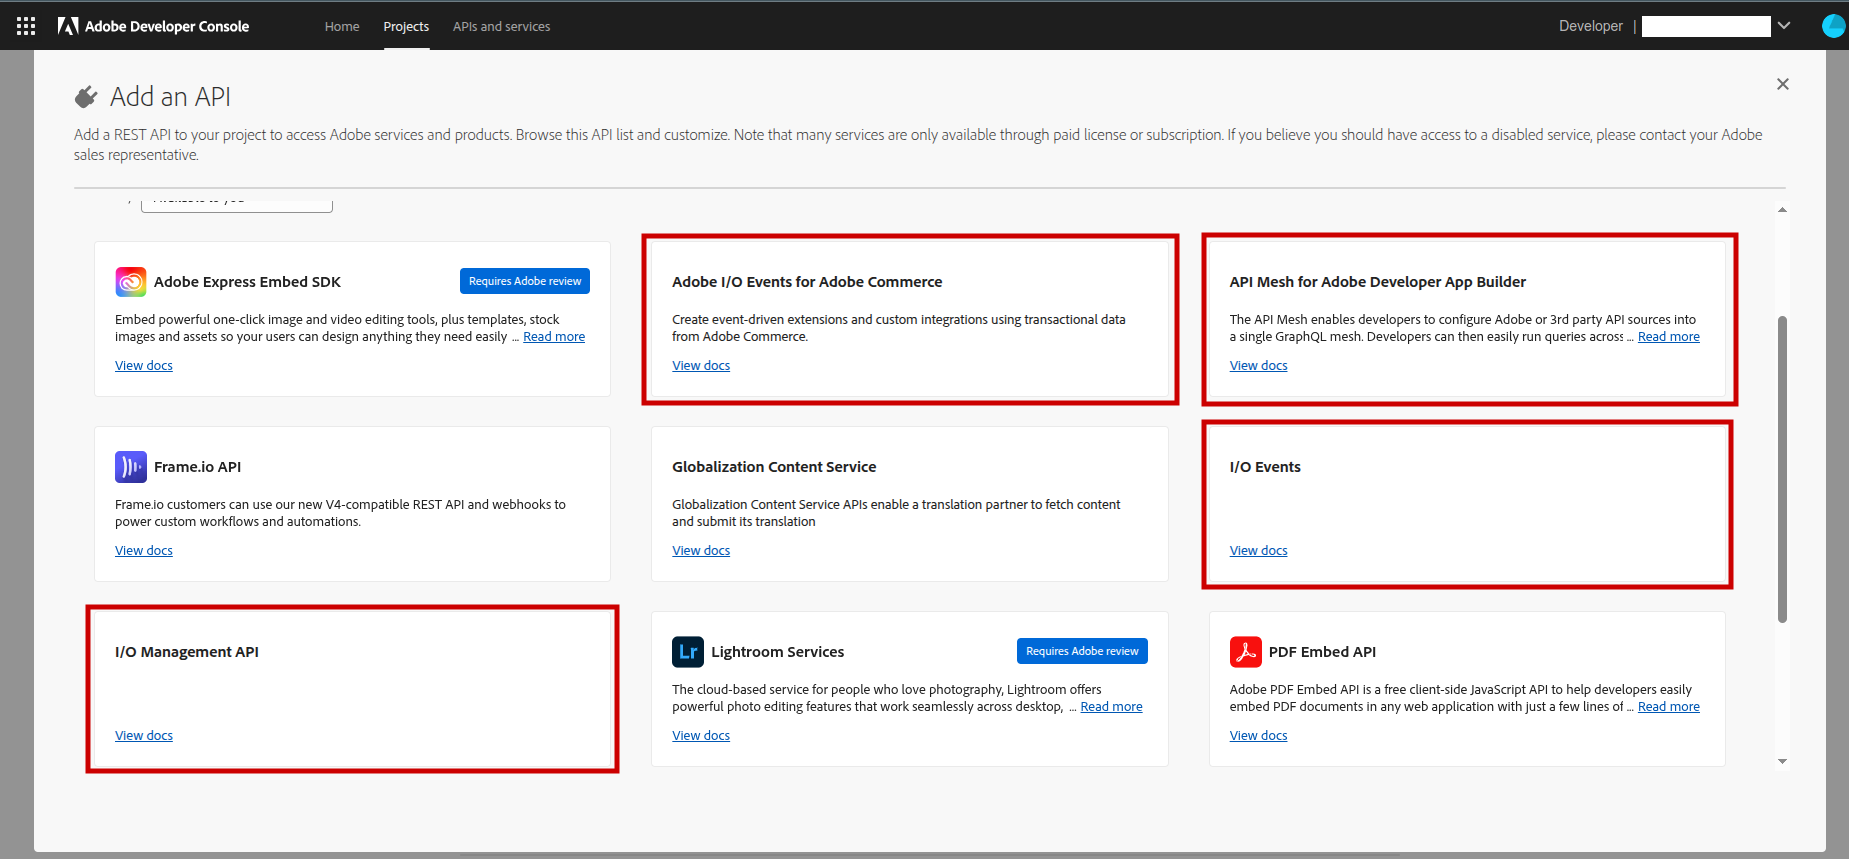 Adobe Developer Console
Home
Projects
APIs and services
Developer |
Add an API
Add a REST API to your project to access Adobe services and products. Browse this API list and customize. Note that many services are only available through paid license or subscription. If you believe you should have access to a disabled service, please contact your Adobe
sales representative.
Adobe Express Embed SDK
Requires Adobe review
Embed powerful one-click image and video editing tools, plus templates, stock
images and assets so your users can design anything they need easily ... Read more
View docs
Adobe I/O Events for Adobe Commerce
Create event-driven extensions and custom integrations using transactional data
from Adobe Commerce.
View docs
API Mesh for Adobe Developer App Builder
The API Mesh enables developers to configure Adobe or 3rd party API sources into
a single GraphQL mesh. Developers can then easily run queries across ... Read more
View docs
Frame.io API
Frame.io customers can use our new V4-compatible REST API and webhooks to
power custom workflows and automations.
View docs
Globalization Content Service
Globalization Content Service APIs enable a translation partner to fetch content
and submit its translation
View docs
I/O Events
View docs
I/O Management API
View docs
Lr
Lightroom Services
Requires Adobe review
The cloud-based service for people who love photography, Lightroom offers
powerful photo editing features that work seamlessly across desktop, ... Read more
View docs
PDF Embed API
Adobe PDF Embed API is a free client-side JavaScript API to help developers easily
embed PDF documents in any web application with just a few lines of ... Read more
View docs